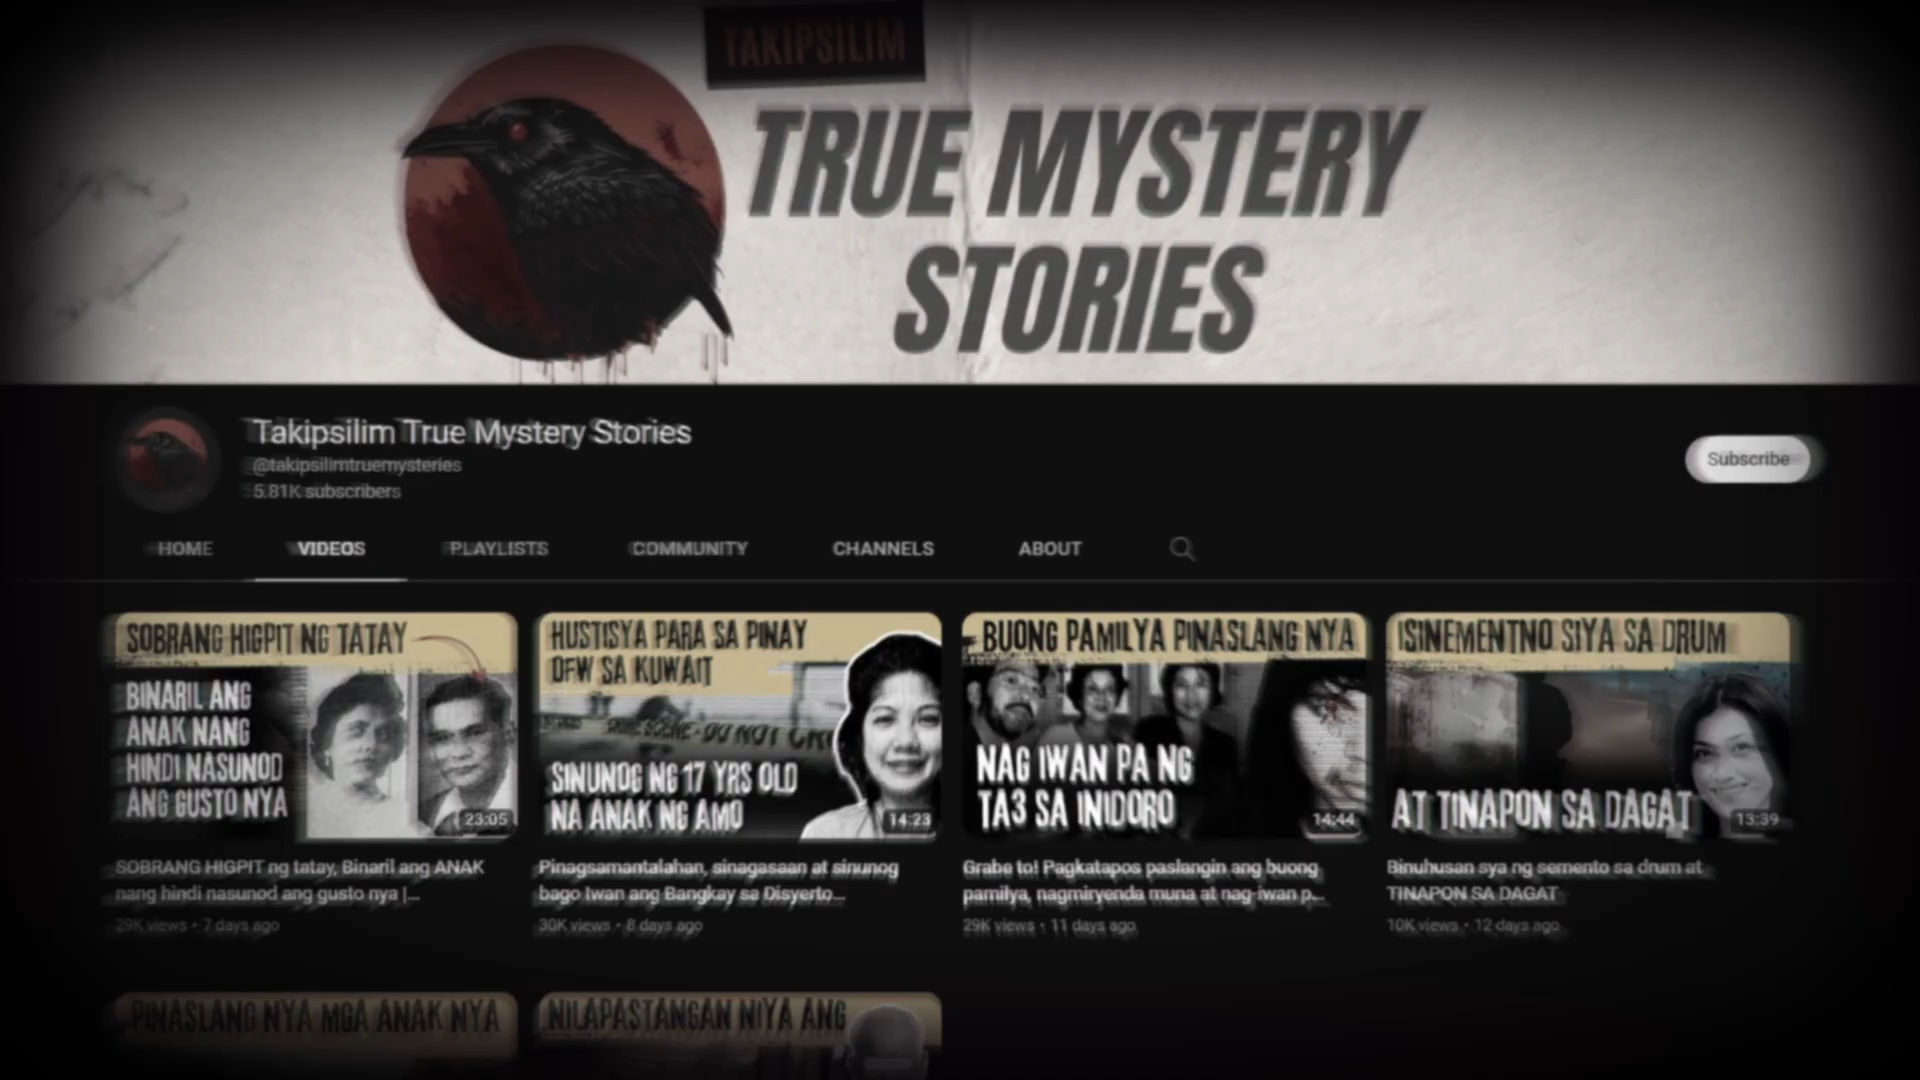 TAKIPSILIM
TRUE MYSTERY
STORIES
Takipsilim True Mystery Stories
@takipsilimtruemysteries
5.81K subscribers
Subscribe
HOME
VIDEOS
PLAYLISTS
COMMUNITY
CHANNELS
ABOUT
SOBRANG HIGPIT NG TATAY
BINARIL ANG
ANAK NANG
HINDI NASUNOD
ANG GUSTO NYA
23:05
SOBRANG HIGPIT ng tatay, Binaril ang ANAK
nang hindi nasunod ang gusto nya |...
29K views • 7 days ago
HUSTISYA PARA SA PINAY
OFW SA KUWAIT
DO NOT
SINUNOG NG 17 YRS OLD
NA ANAK NG AMO
14:23
Pinagsamantalahan, sinagasaan at sinunog
bago Iwan ang Bangkay sa Disyerto...
30K views • 8 days ago
BUONG PAMILYA PINASLANG NYA
NAG IWAN PA NG
TA3 SA INIDORO
14:44
Grabe to! Pagkatapos paslangin ang buong
pamilya, nagmiryenda muna at nag-iwan p...
29K views • 11 days ago
ISINEMENTNO SIYA SA DRUM
AT TINAPON SA DAGAT
13:39
Binuhusan sya ng semento sa drum at
TINAPON SA DAGAT
10K views • 12 days ago
PINASLANG NYA MGA ANAK NYA
NILAPASTANGAN NIYA ANG